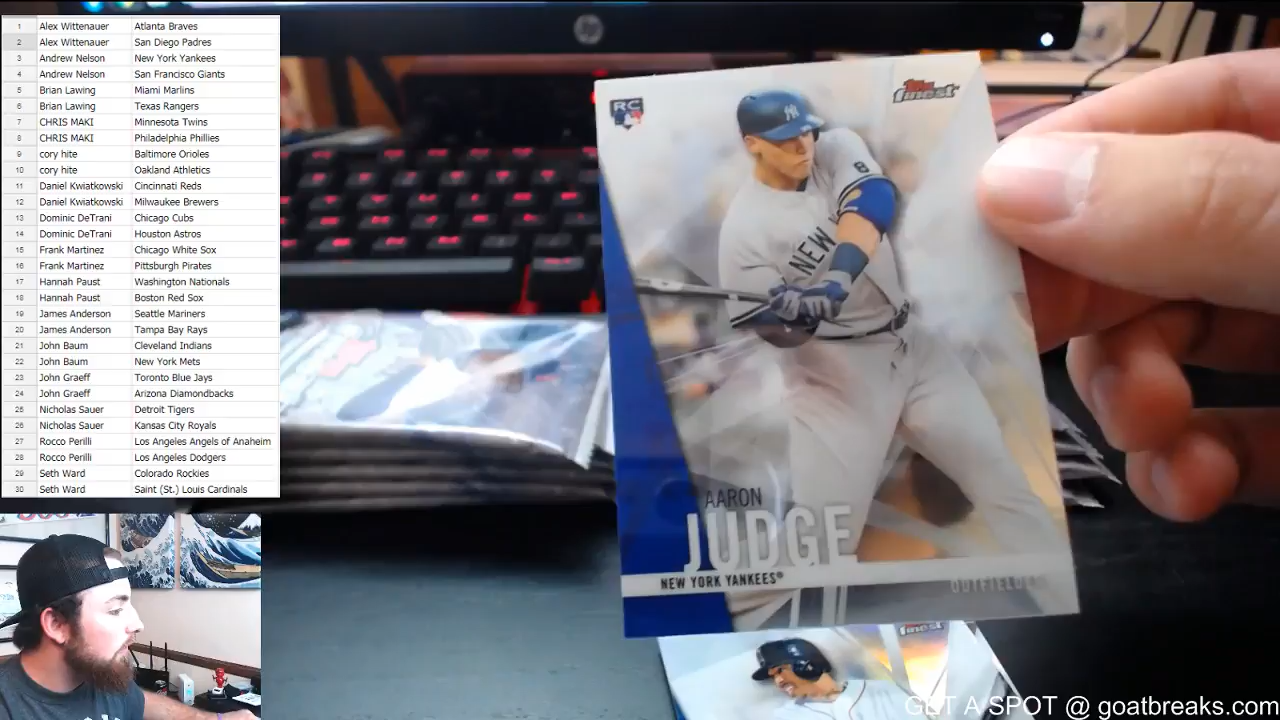 1 Alex Wittenauer Atlanta Braves
2 Alex Wittenauer San Diego Padres
3 Andrew Nelson New York Yankees
4 Andrew Nelson San Francisco Giants
5 Brian Lawing Miami Marlins
6 Brian Lawing Texas Rangers
7 CHRIS MAKI Minnesota Twins
8 CHRIS MAKI Philadelphia Phillies
9 cory hite Baltimore Orioles
10 cory hite Oakland Athletics
11 Daniel Kwiatkowski Cincinnati Reds
12 Daniel Kwiatkowski Milwaukee Brewers
13 Dominic DeTrani Chicago Cubs
14 Dominic DeTrani Houston Astros
15 Frank Martinez Chicago White Sox
16 Frank Martinez Pittsburgh Pirates
17 Hannah Paust Washington Nationals
18 Hannah Paust Boston Red Sox
19 James Anderson Seattle Mariners
20 James Anderson Tampa Bay Rays
21 John Baum Cleveland Indians
22 John Baum New York Mets
23 John Graeff Toronto Blue Jays
24 John Graeff Arizona Diamondbacks
25 Nicholas Sauer Detroit Tigers
26 Nicholas Sauer Kansas City Royals
27 Rocco Perilli Los Angeles Angels of Anaheim
28 Rocco Perilli Los Angeles Dodgers
29 Seth Ward Colorado Rockies
30 Seth Ward Saint (St.) Louis Cardinals
hp
RC
Topps
finest
NY
8
NEW
AARON
JUDGE
NEW YORK YANKEES®
OUTFIELDER
finest
GET A SPOT @ goatbreaks.com